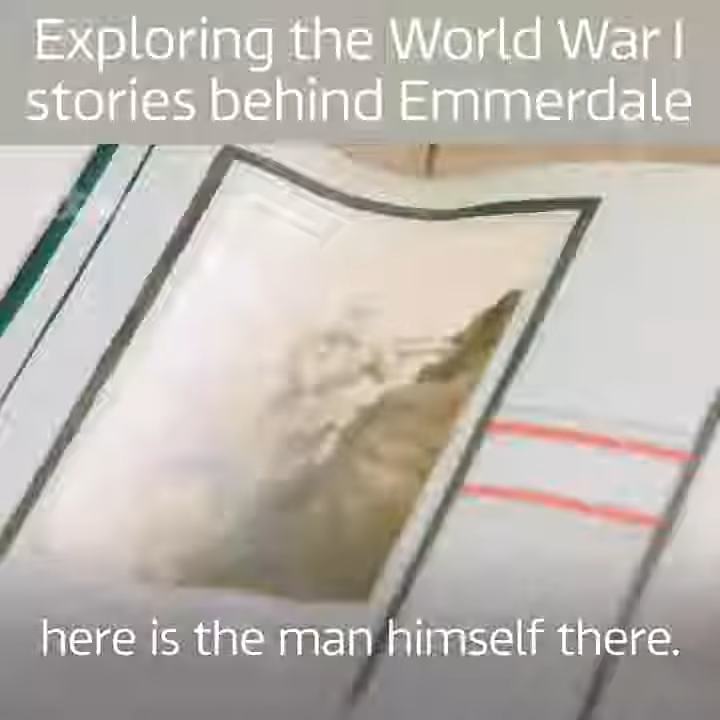 Exploring the World War I
stories behind Emmerdale
here is the man himself there.